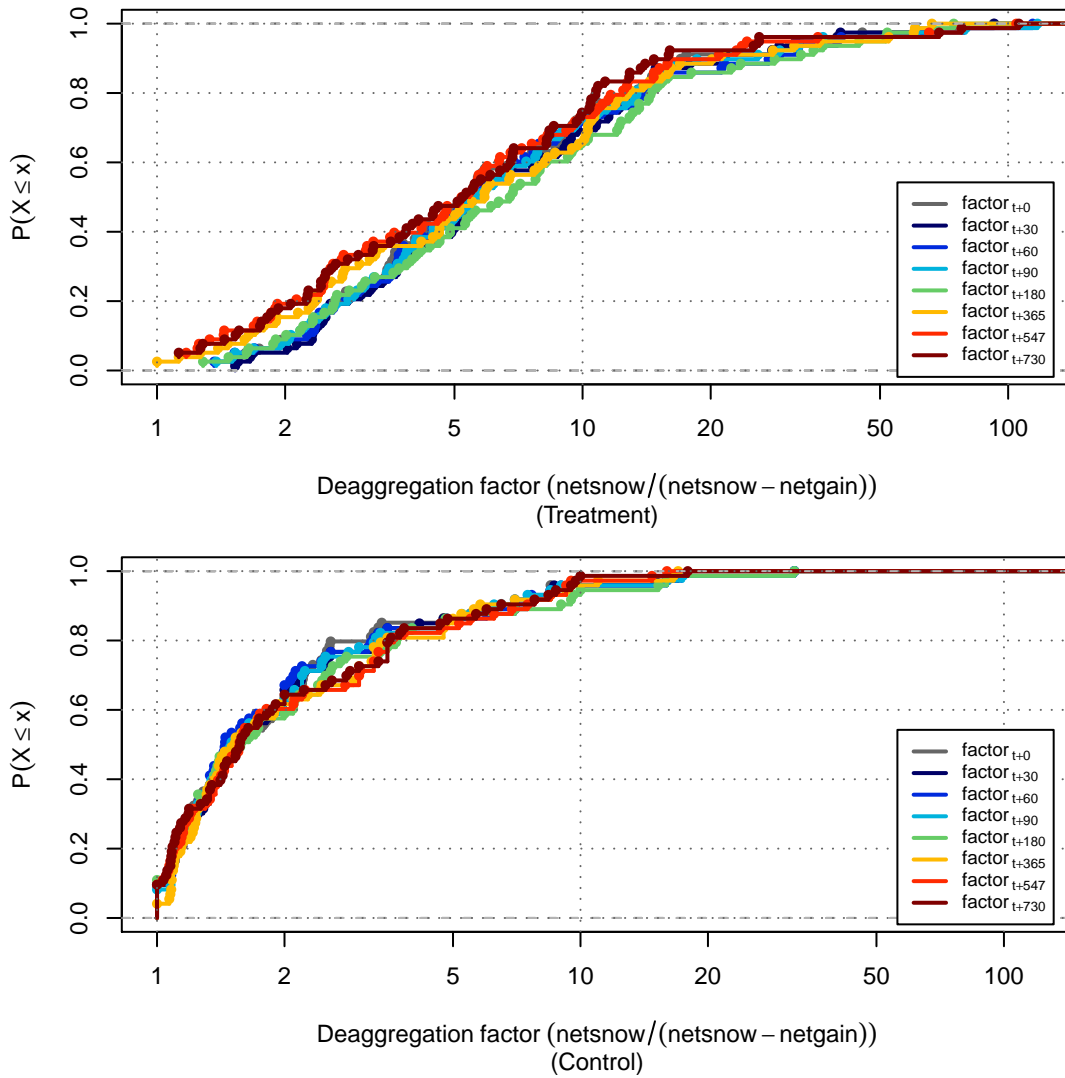 1.0
0.8
0.6
0.4
0.2
0.0
P(X ≤ x)
factor t+0
factor t+30
factor t+60
factor t+90
factor t+180
factor t+365
factor t+547
factor t+730
1 2 5 10 20 50 100
Deaggregation factor (netsnow/(netsnow − netgain))
(Treatment)
1.0
0.8
0.6
0.4
0.2
0.0
P(X ≤ x)
factor t+0
factor t+30
factor t+60
factor t+90
factor t+180
factor t+365
factor t+547
factor t+730
1 2 5 10 20 50 100
Deaggregation factor (netsnow/(netsnow − netgain))
(Control)